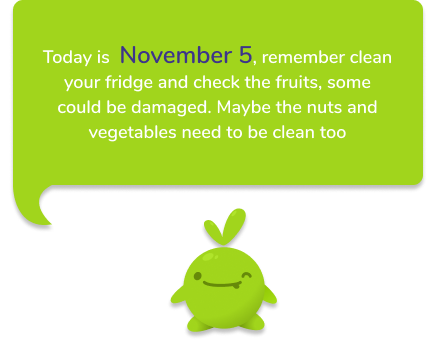 Today is November 5, remember clean
your fridge and check the fruits, some
could be damaged. Maybe the nuts and
vegetables need to be clean too